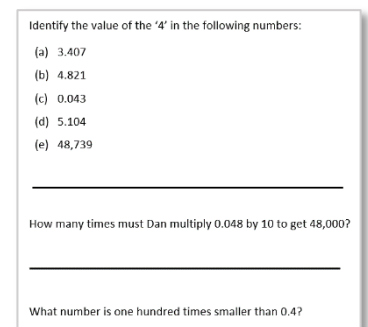 Identify the value of the ‘4’ in the following numbers:
(a) 3.407
(b) 4.821
(c) 0.043
(d) 5.104
(e) 48,739
How many times must Dan multiply 0.048 by 10 to get 48,000?
What number is one hundred times smaller than 0.4?